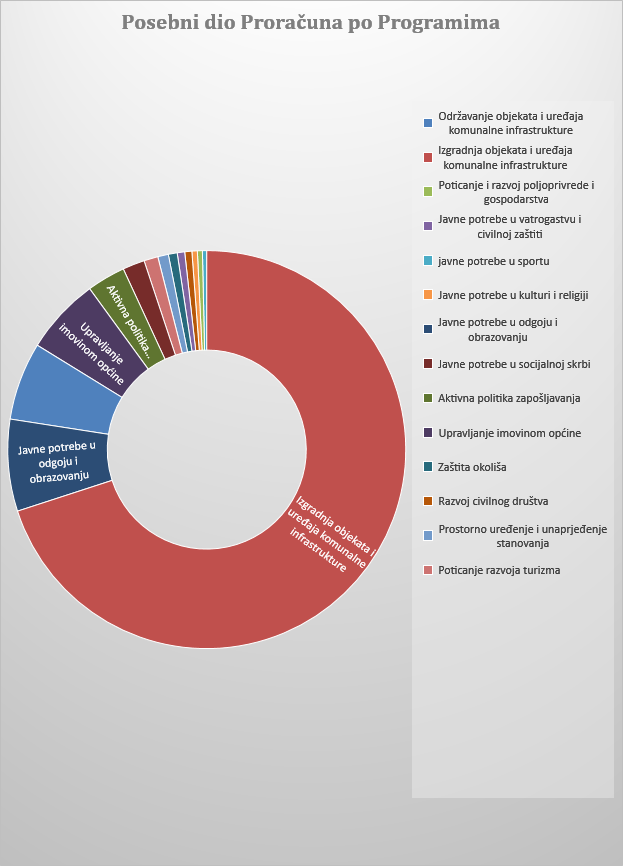 Posebni dio Proračuna po Programima
Održavanje objekata i uređaja
komunalne infrastrukture
Izgradnja objekata i uređaja
komunalne infrastrukture
Poticanje i razvoj poljoprivrede i
gospodarstva
Javne potrebe u vatrogastvu i
civilnoj zaštiti
javne potrebe u sportu
Javne potrebe u kulturi i religiji
Javne potrebe u odgoju i
obrazovanju
Javne potrebe u socijalnoj skrbi
Aktivna politika zapošljavanja
Upravljanje imovinom općine
Zaštita okoliša
Razvoj civilnog društva
Prostorno uređenje i unaprjeđenje
stanovanja
Poticanje razvoja turizma
Aktivna politika...
Upravljanje
imovinom općine
Javne potrebe u
odgoju i
obrazovanju
Izgradnja objekata i
uređaja komunalne
infrastrukture